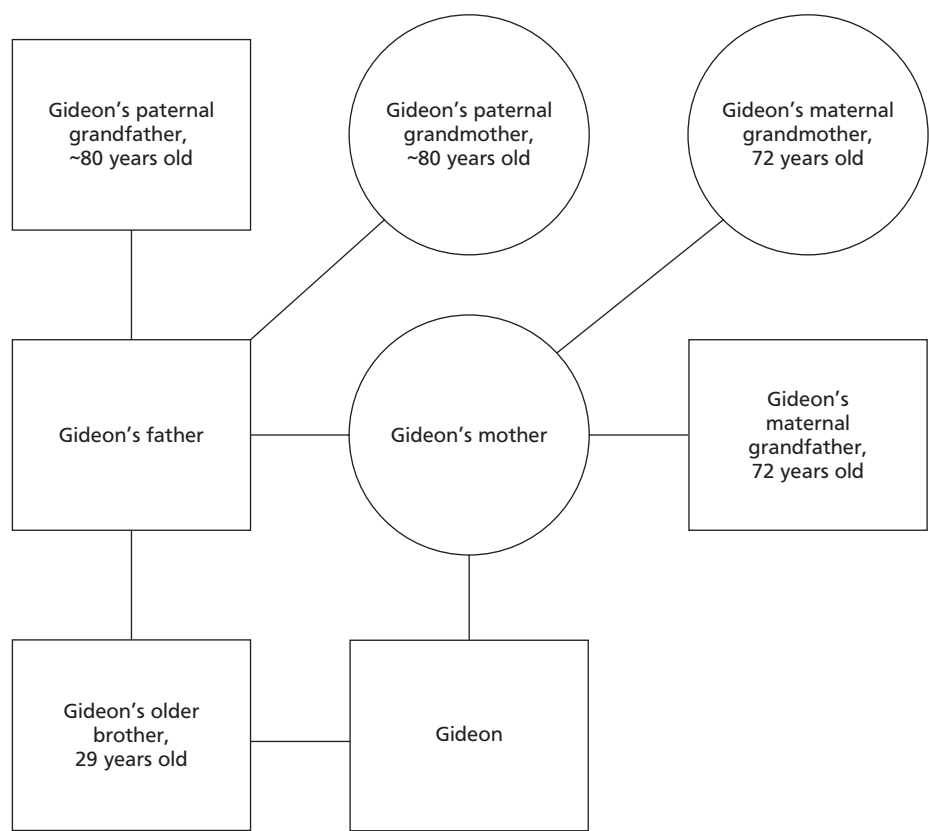 Gideon’s paternal
grandfather,
~80 years old
Gideon’s paternal
grandmother,
~80 years old
Gideon’s maternal
grandmother,
72 years old
Gideon’s father
Gideon’s mother
Gideon’s
maternal
grandfather,
72 years old
Gideon’s older
brother,
29 years old
Gideon